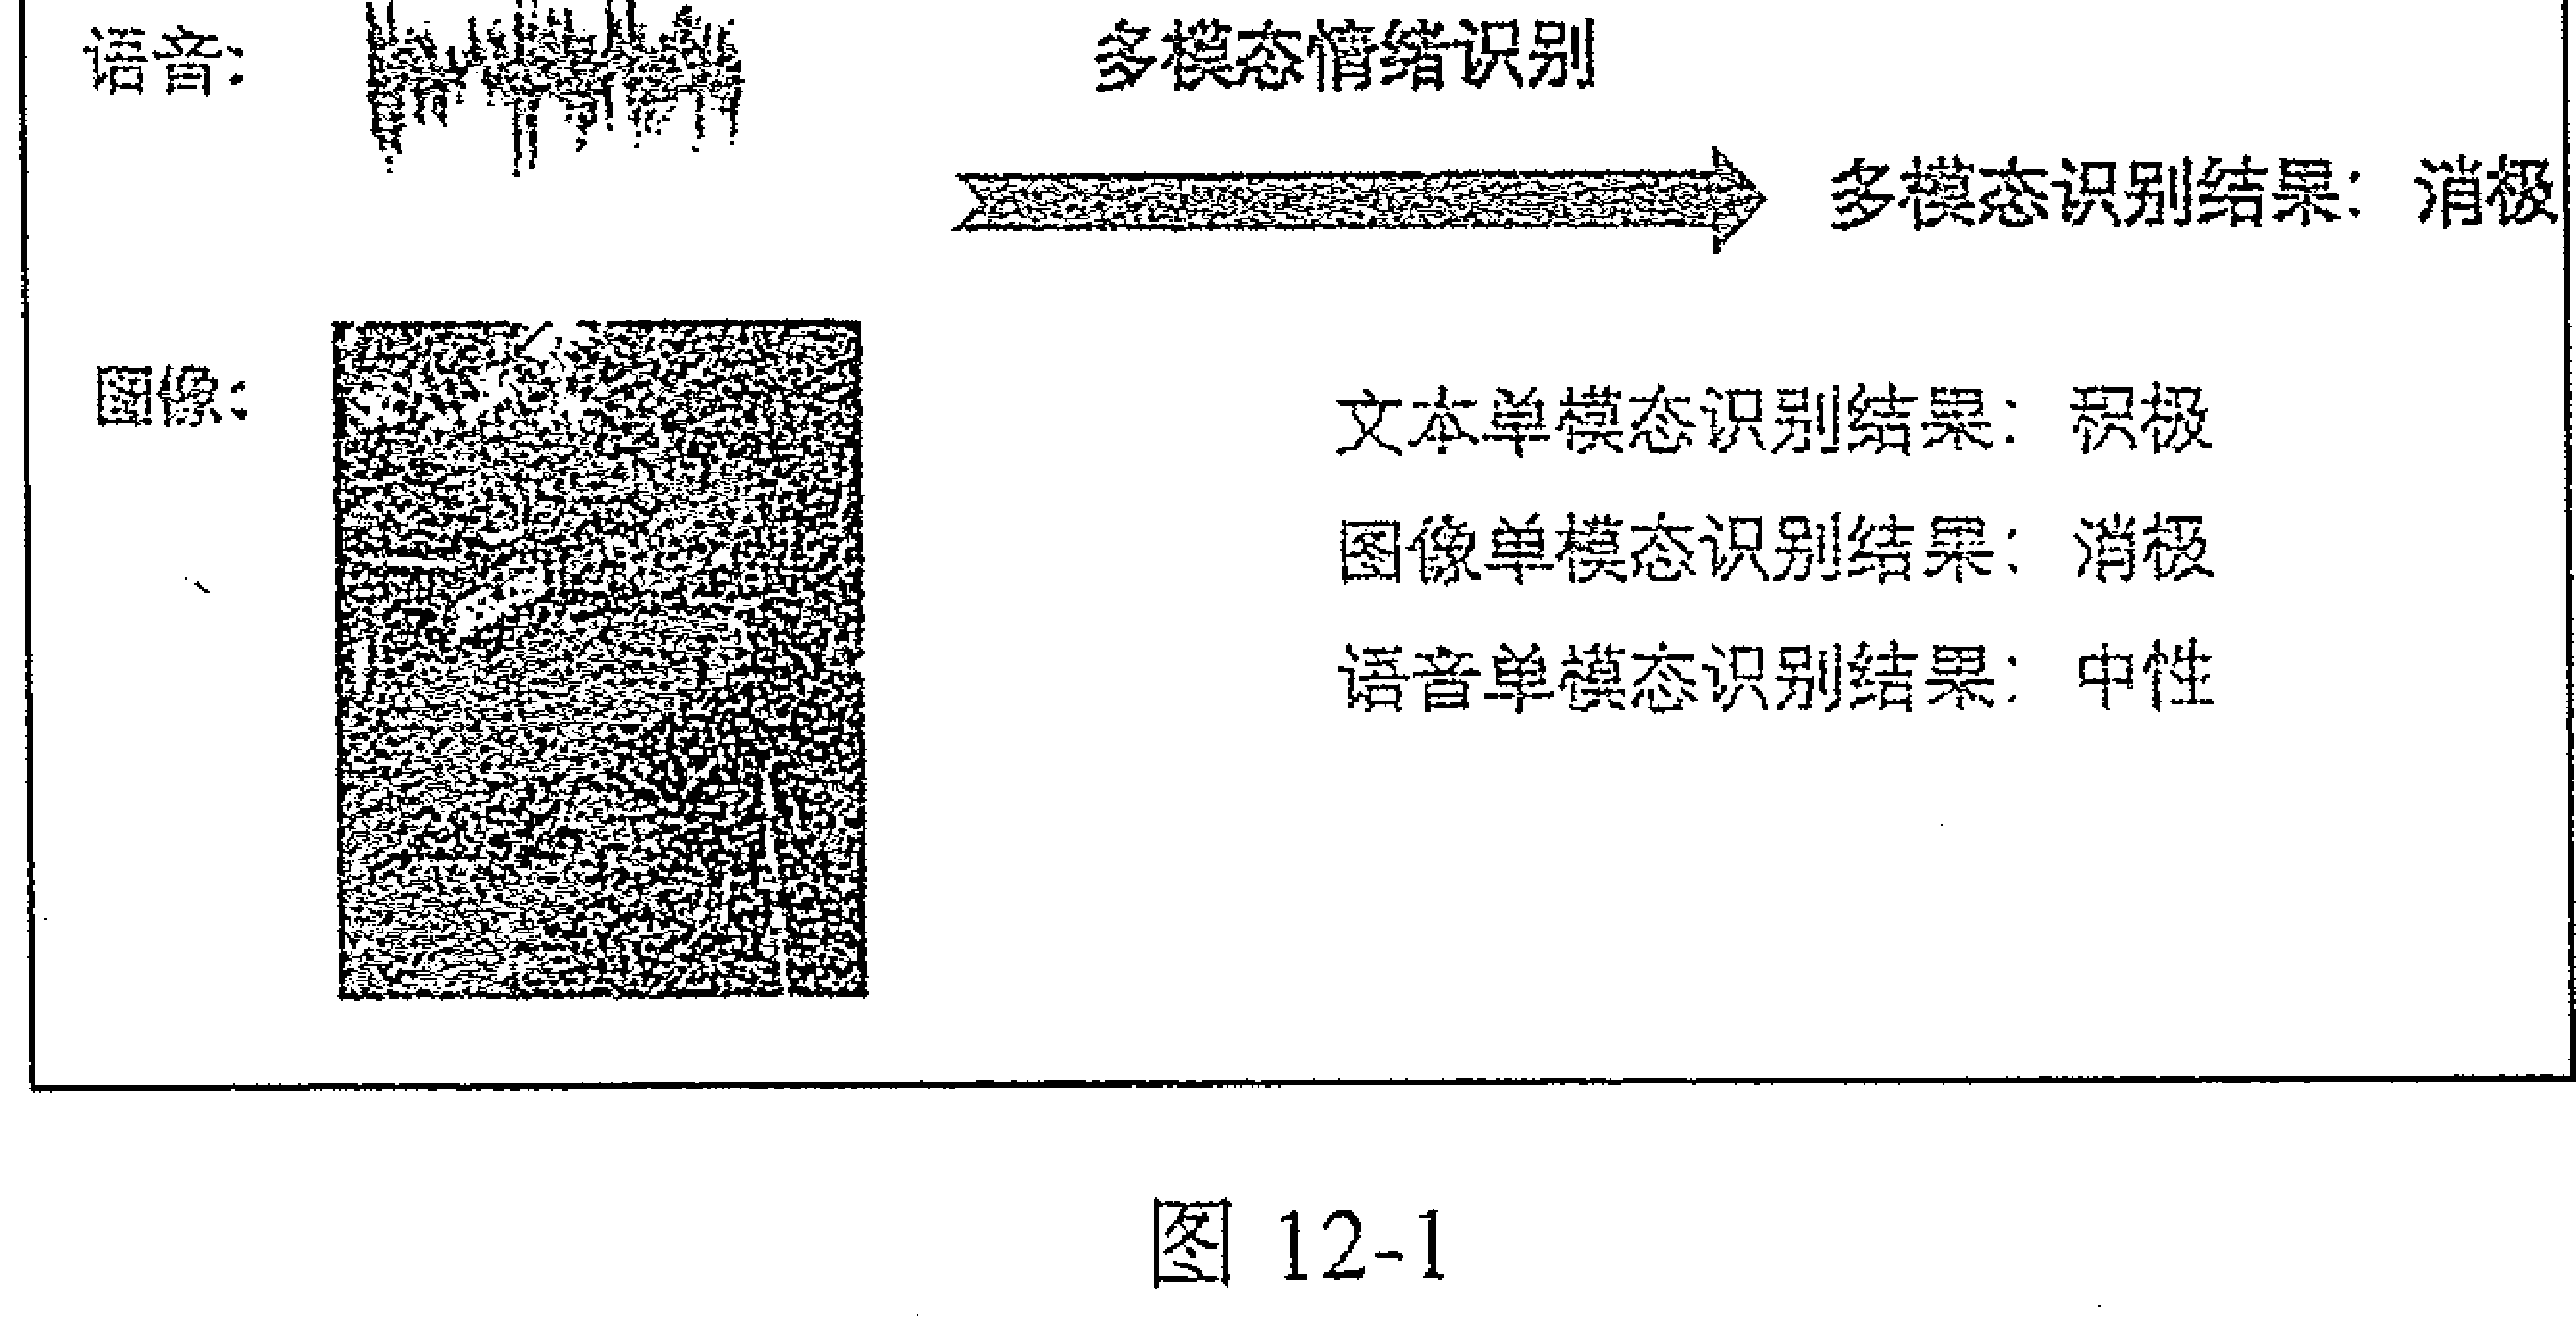 语音:
多模态情绪识别
多模态识别结果: 消极
图像:
文本单模态识别结果: 积极
图像单模态识别结果: 消极
语音单模态识别结果: 中性
图 12-1